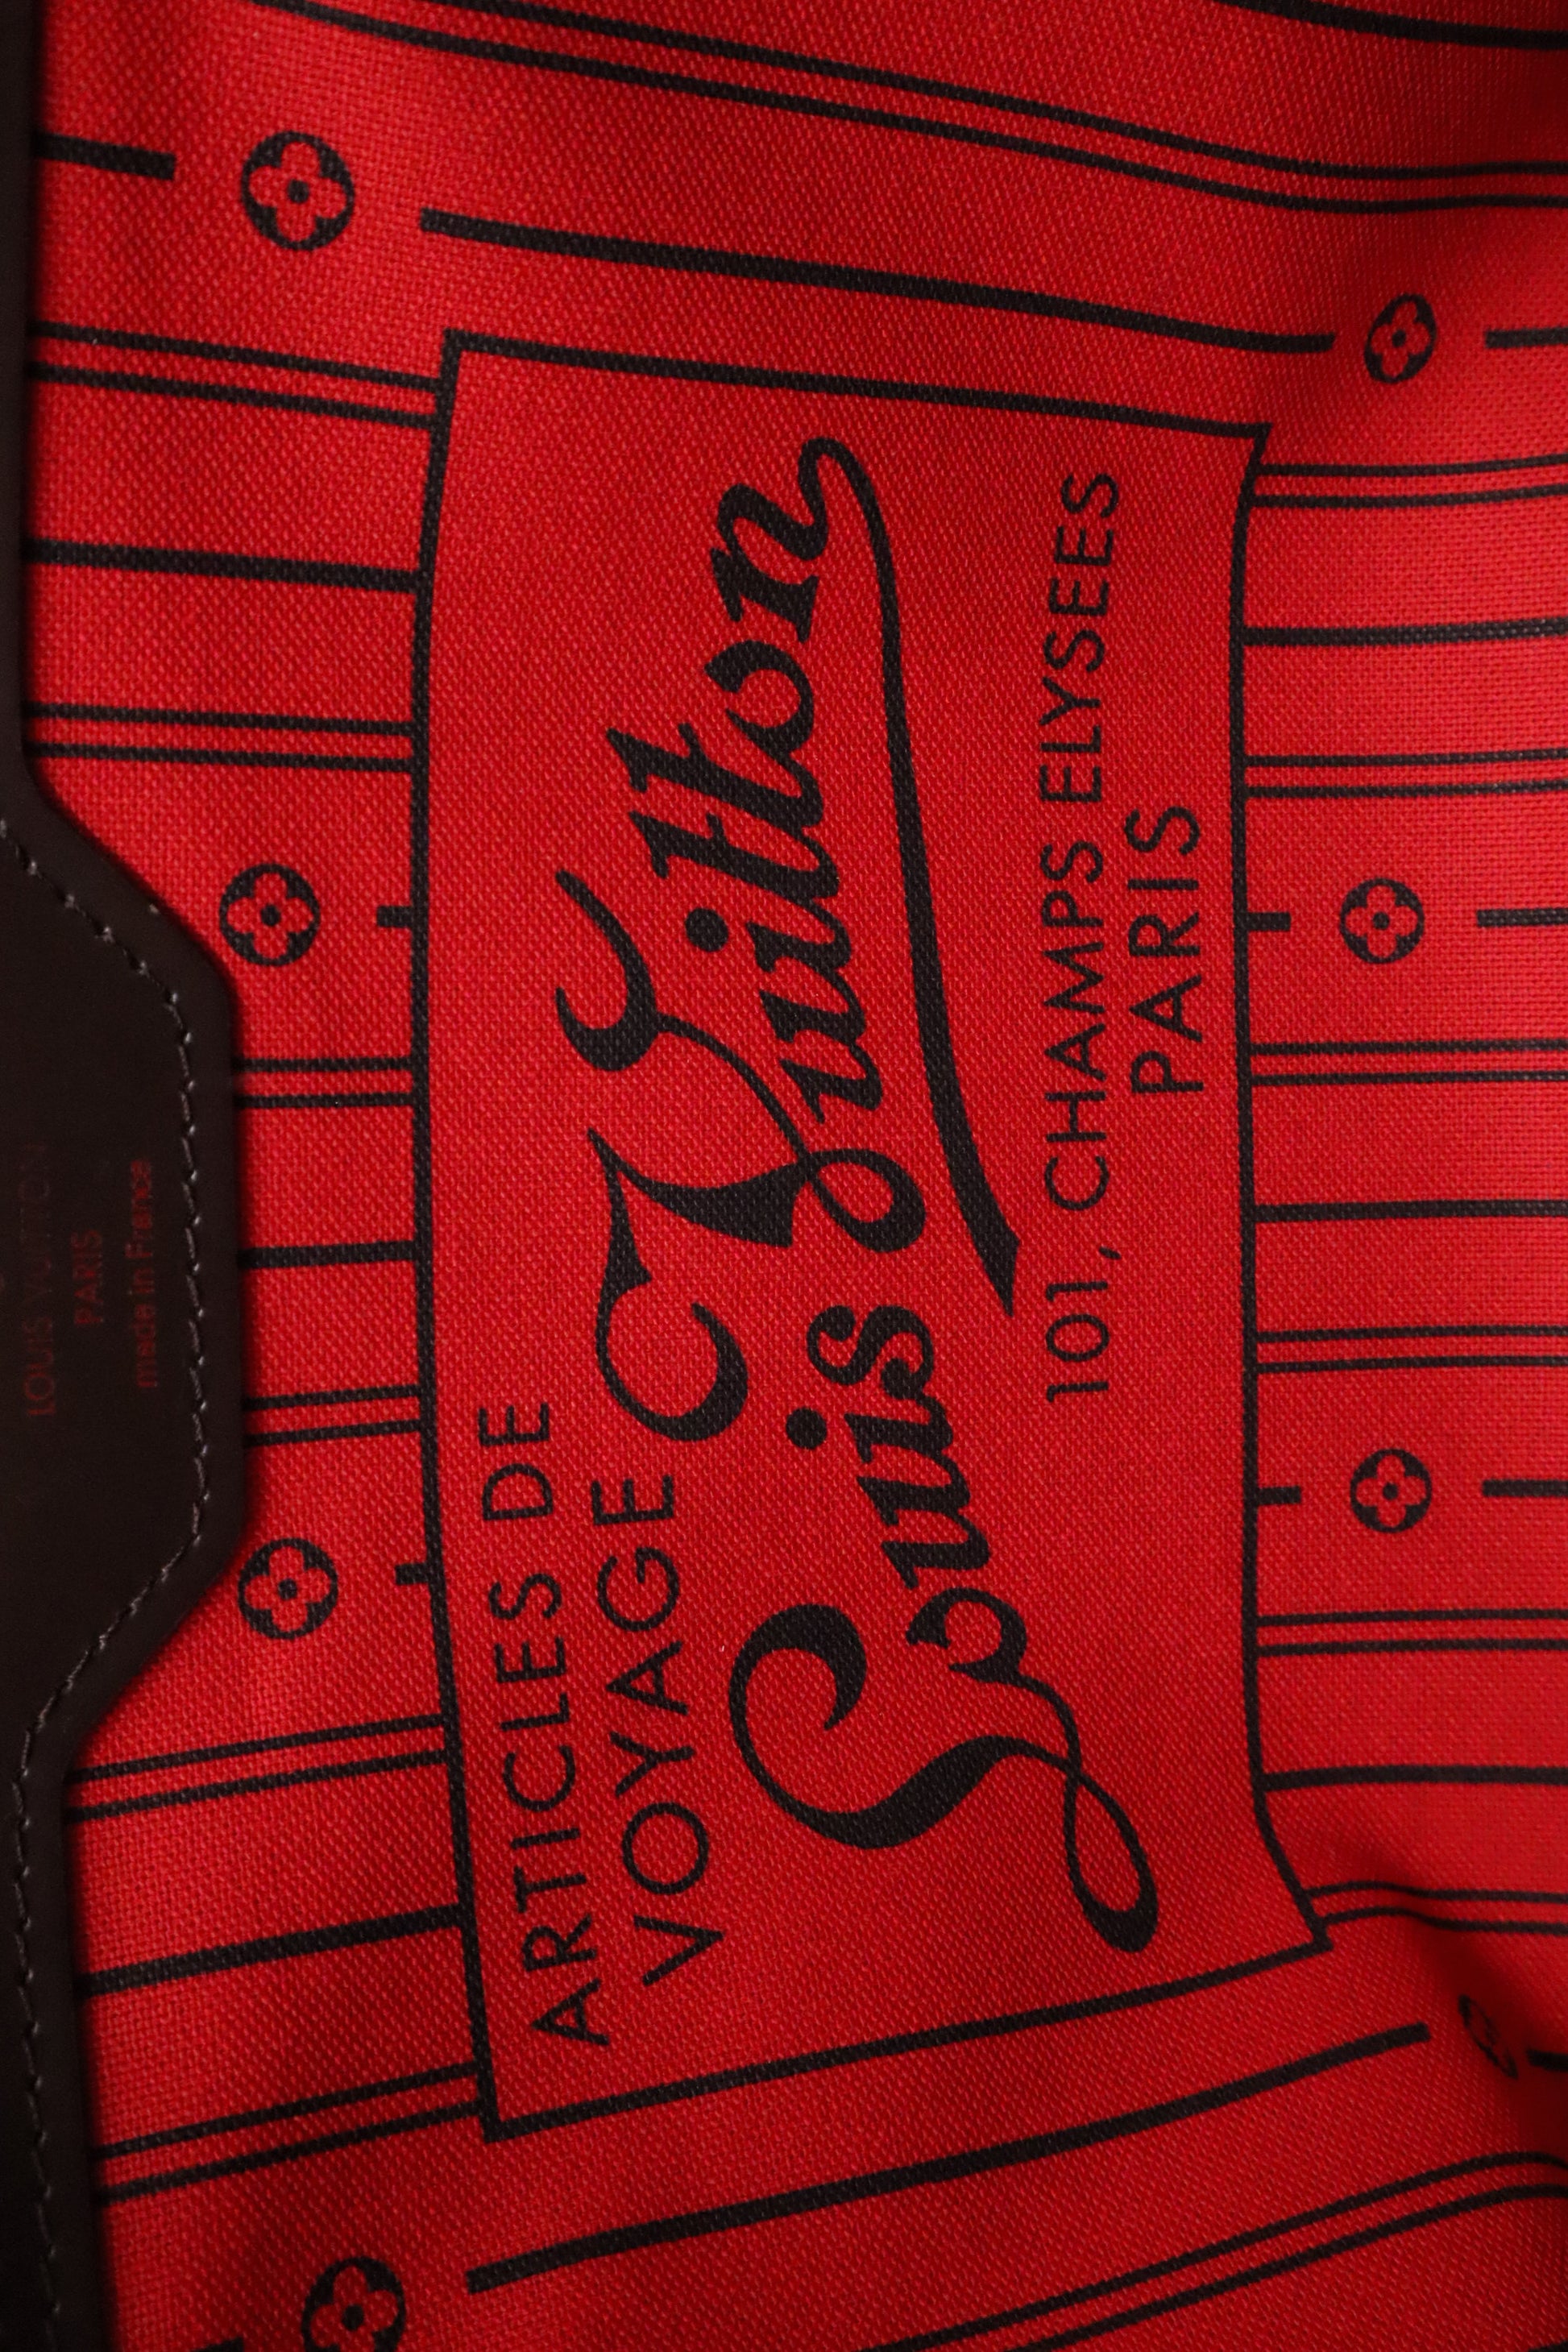 ARTICLES DE
VOYAGE
Louis Vuitton
101, CHAMPS ELYSEES
PARIS
LOUIS VUITTON
PARIS
made in France